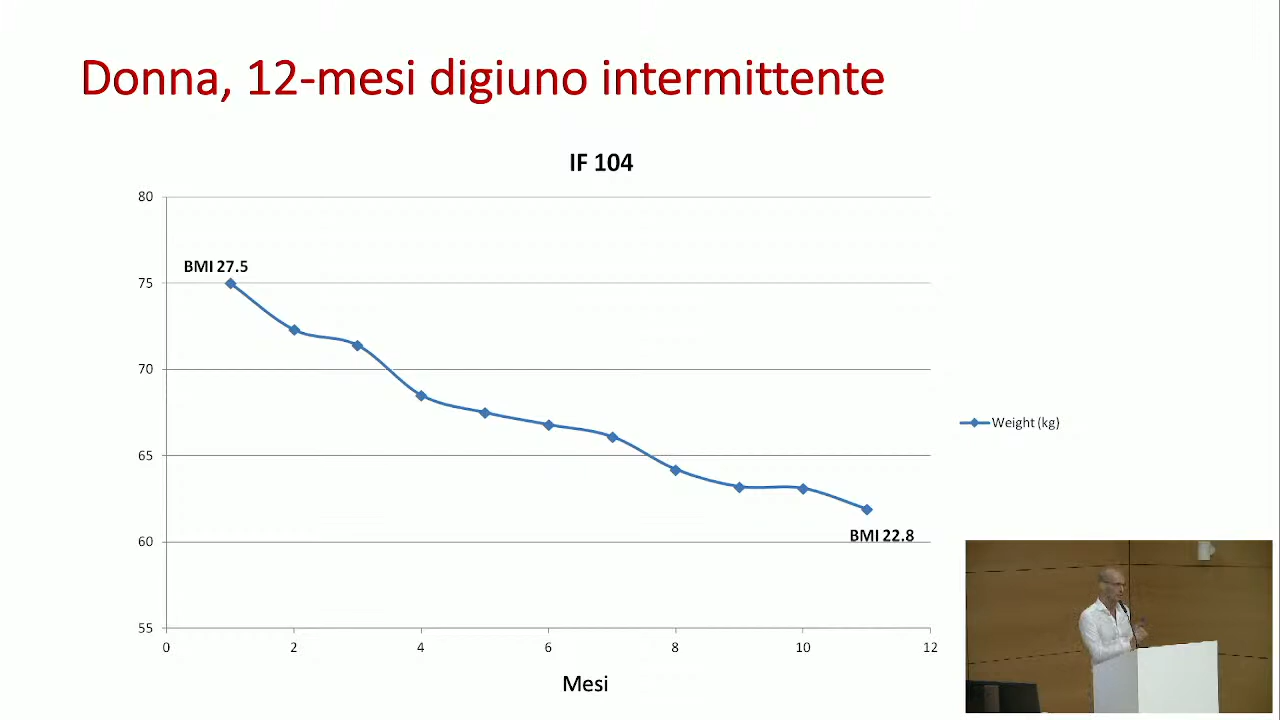 Donna, 12-mesi digiuno intermittente
IF 104
80
75
70
65
60
55
BMI 27.5
BMI 22.8
0 2 4 6 8 10 12
Mesi
Weight (kg)